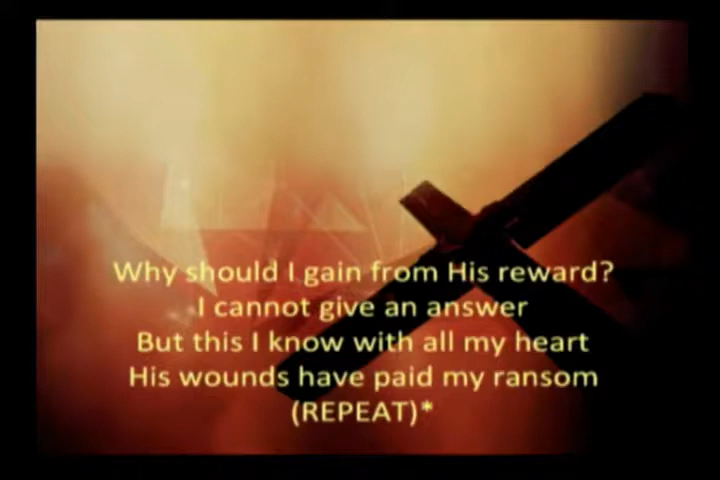 Why should I gain from His reward?
I cannot give an answer
But this I know with all my heart
His wounds have paid my ransom
(REPEAT)*